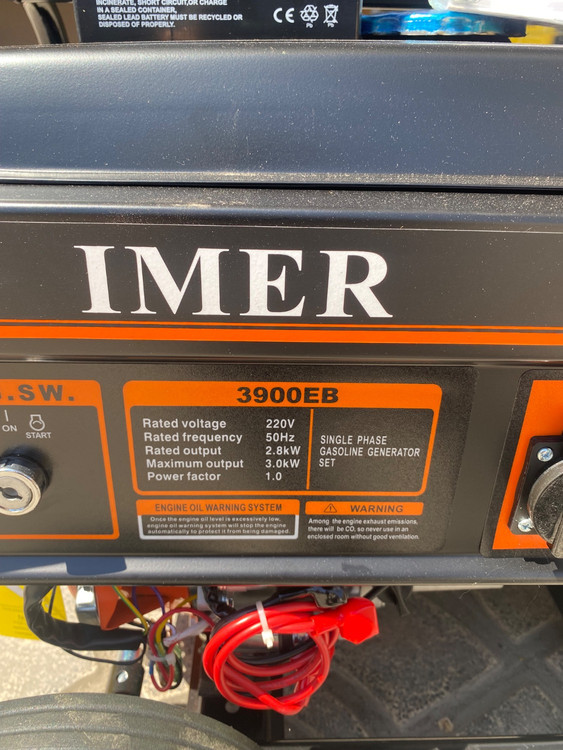 INCINERATE, SHORT CIRCUIT,OR CHARGE
IN A SEALED CONTAINER,
SEALED LEAD BATTERY MUST BE RECYCLED OR
DISPOSED OF PROPERLY.
CE
Pb
Pb
IMER
.SW.
ON
START
3900EB
Rated voltage 220V
Rated frequency 50Hz
Rated output 2.8kW
Maximum output 3.0kW
Power factor 1.0
SINGLE PHASE
GASOLINE GENERATOR
SET
ENGINE OIL WARNING SYSTEM
Once the engine oil level is excessively low,
engine oil warning system will stop the engine
automatically to protect it from being damaged.
WARNING
Among the engine exhaust emissions,
there will be CO, so never use in an
enclosed room without good ventilation.